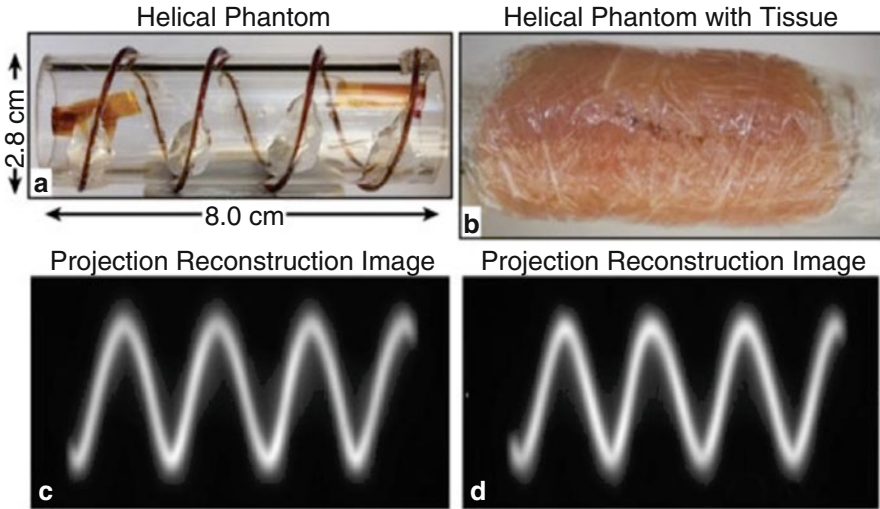 Helical Phantom
Helical Phantom with Tissue
2.8 cm
a
8.0 cm
b
Projection Reconstruction Image
Projection Reconstruction Image
c
d